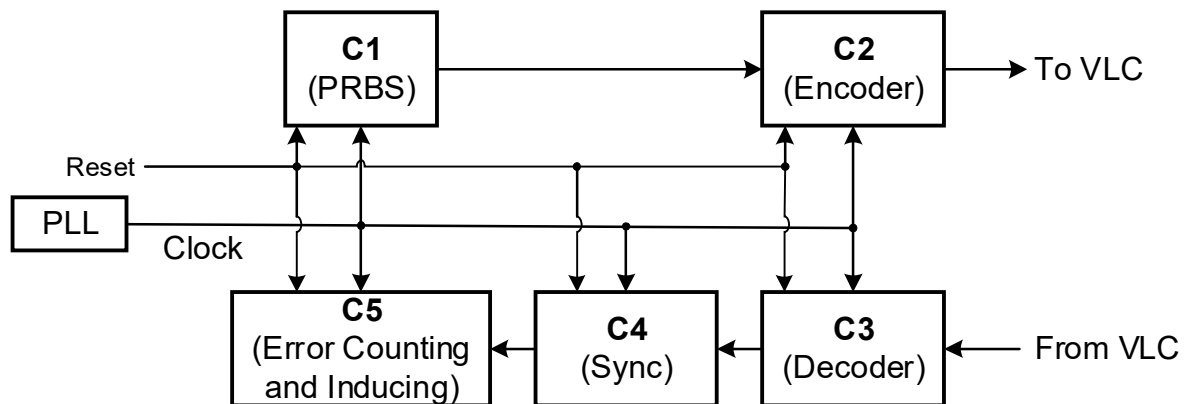 C1
(PRBS)
C2
(Encoder)
To VLC
Reset
PLL
Clock
C5
(Error Counting
and Inducing)
C4
(Sync)
C3
(Decoder)
From VLC